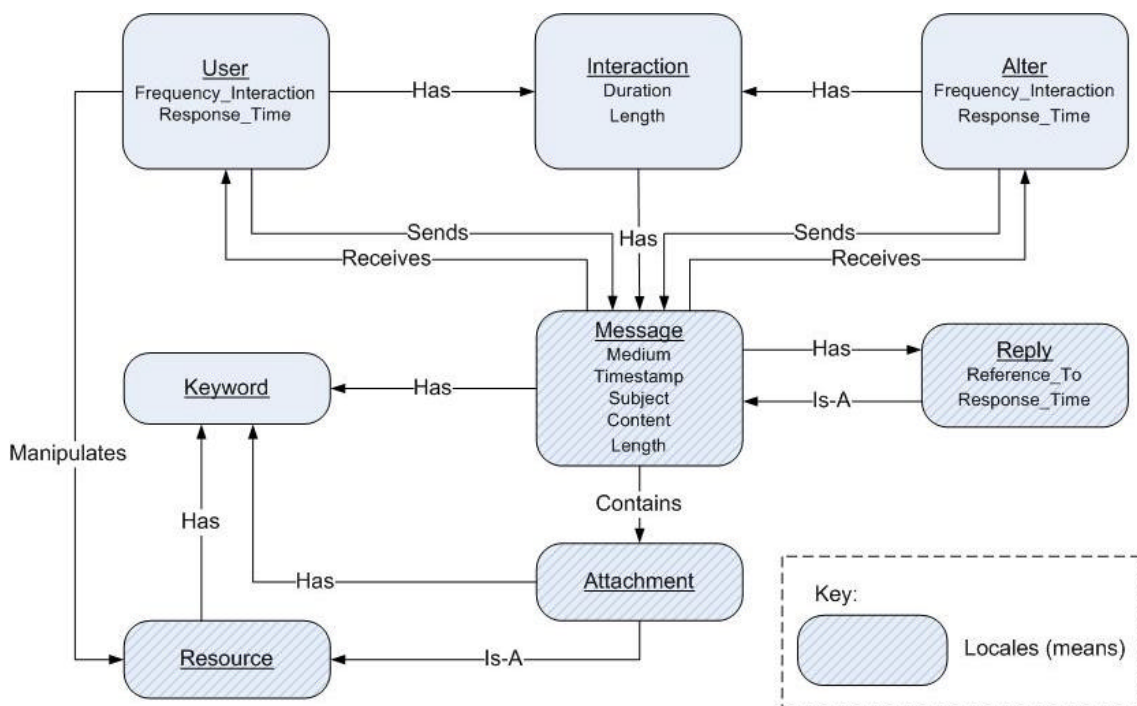 User
Frequency_Interaction
Response_Time
Has
Interaction
Duration
Length
Has
Alter
Frequency_Interaction
Response_Time
Sends
Receives
Has
Sends
Receives
Message
Medium
Timestamp
Subject
Content
Length
Has
Reply
Reference_To
Response_Time
Is-A
Keyword
Has
Manipulates
Contains
Has
Has
Attachment
Resource
Is-A
Key:
Locales (means)